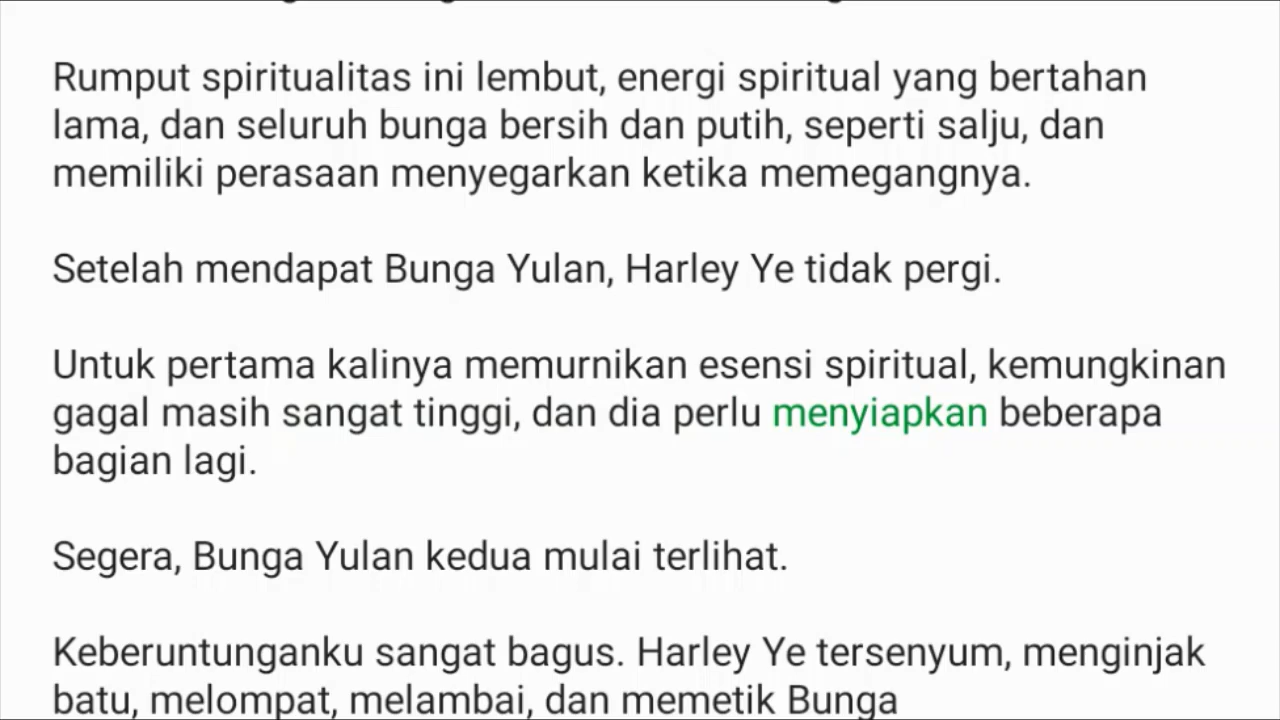 Rumput spiritualitas ini lembut, energi spiritual yang bertahan
lama, dan seluruh bunga bersih dan putih, seperti salju, dan
memiliki perasaan menyegarkan ketika memegangnya.
Setelah mendapat Bunga Yulan, Harley Ye tidak pergi.
Untuk pertama kalinya memurnikan esensi spiritual, kemungkinan
gagal masih sangat tinggi, dan dia perlu menyiapkan beberapa
bagian lagi.
Segera, Bunga Yulan kedua mulai terlihat.
Keberuntunganku sangat bagus. Harley Ye tersenyum, menginjak
batu, melompat, melambai, dan memetik Bunga